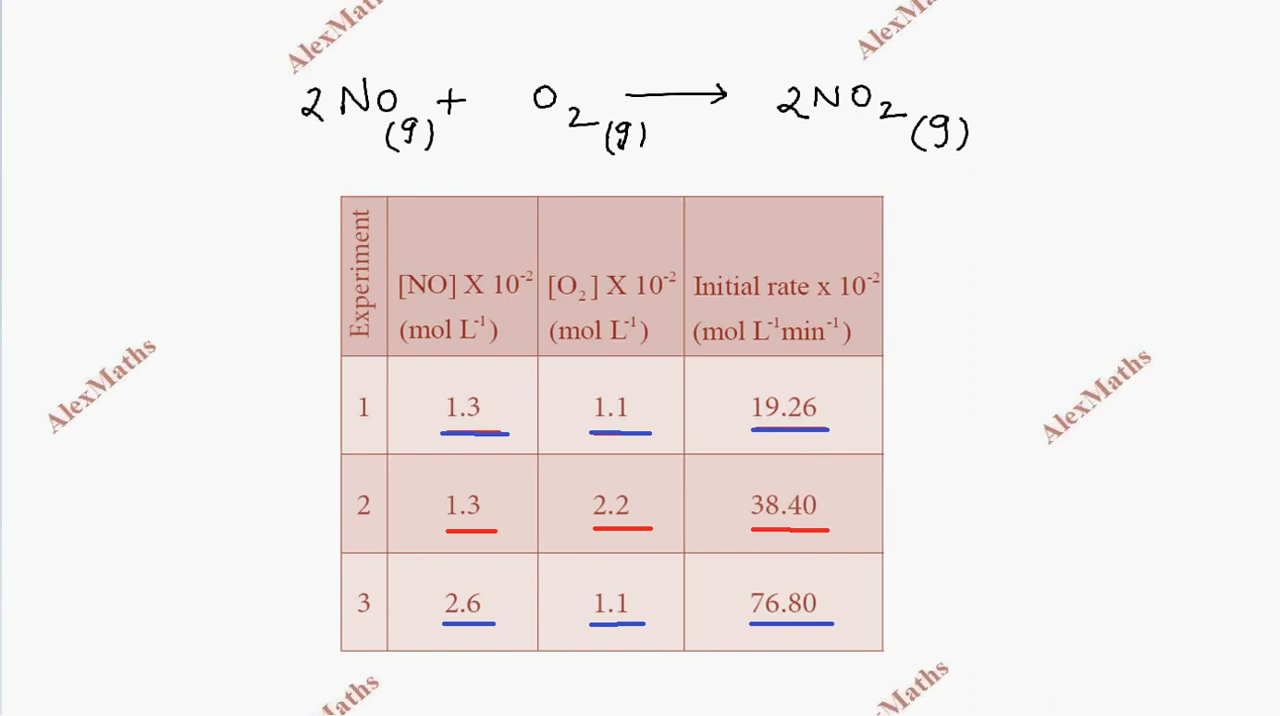 AlexMaths
AlexMaths
2NO(g) + O2(g) ⟶ 2NO2(g)
Experiment
[NO] X 10⁻² (mol L⁻¹)
[O₂] X 10⁻² (mol L⁻¹)
Initial rate x 10⁻² (mol L⁻¹min⁻¹)
1 1.3 1.1 19.26
AlexMaths
AlexMaths
2 1.3 2.2 38.40
3 2.6 1.1 76.80
Maths
Maths